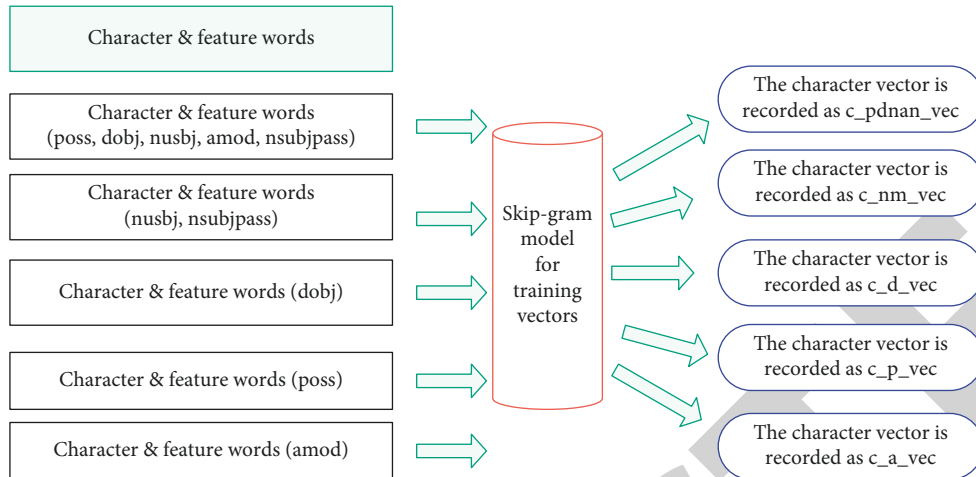 Character & feature words
Character & feature words
(poss, dobj, nusbj, amod, nsubjpass)
Character & feature words
(nusbj, nsubjpass)
Character & feature words (dobj)
Character & feature words (poss)
Character & feature words (amod)
Skip-gram
model
for
training
vectors
The character vector is
recorded as c_pdnan_vec
The character vector is
recorded as c_nm_vec
The character vector is
recorded as c_d_vec
The character vector is
recorded as c_p_vec
The character vector is
recorded as c_a_vec